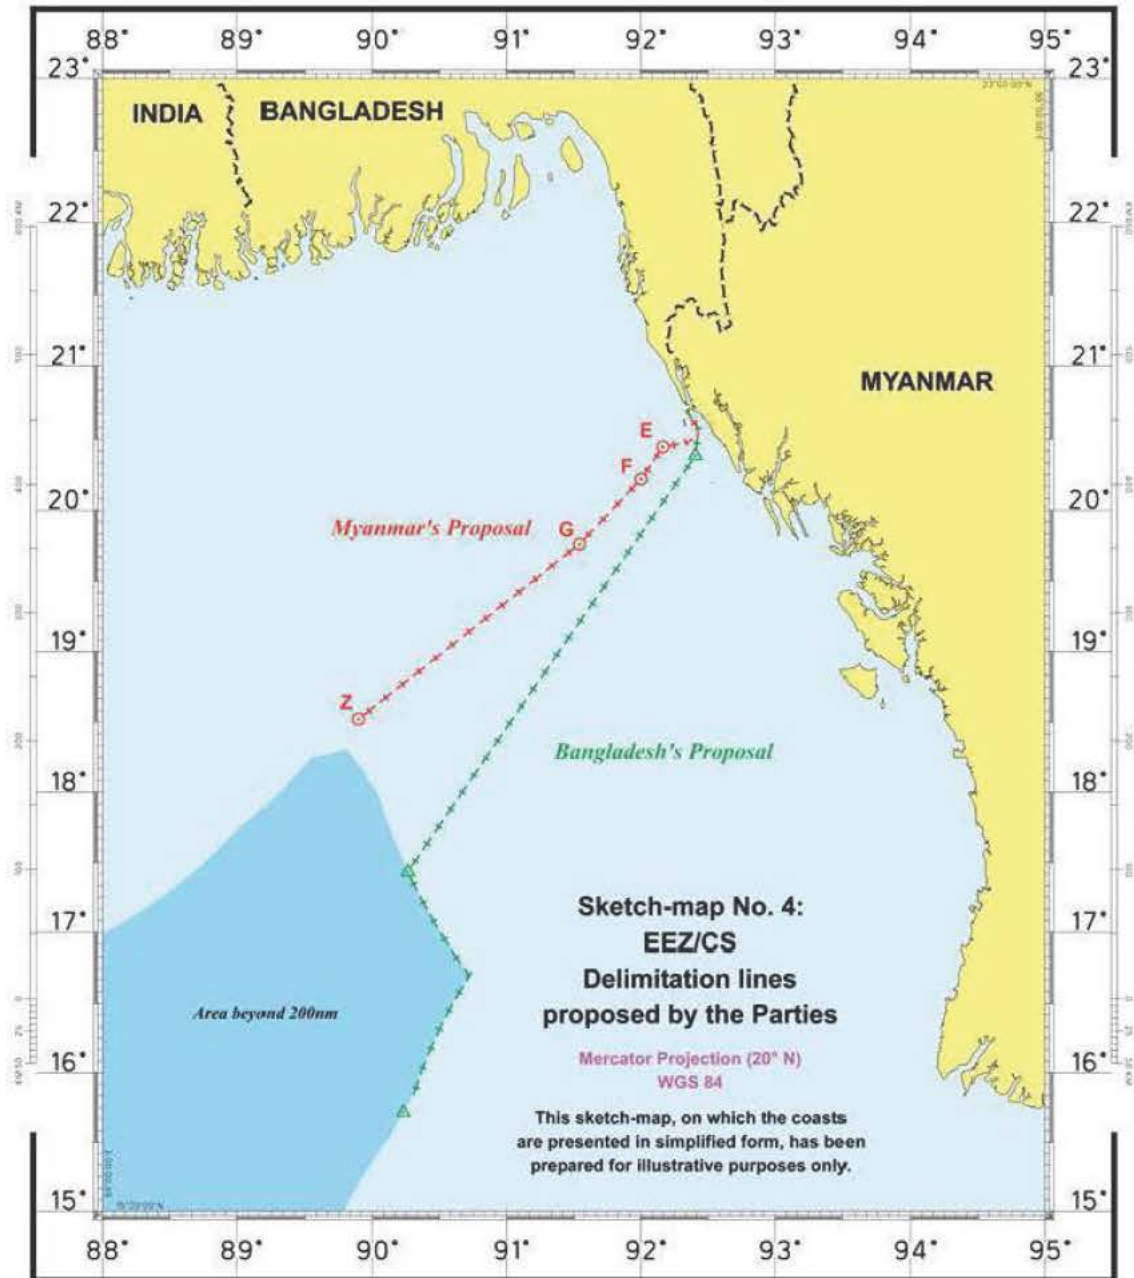 88° 89° 90° 91° 92° 93° 94° 95°
23° 23°
INDIA BANGLADESH
22° 22°
21° 21°
MYANMAR
E
F
20° 20°
Myanmar's Proposal
G
19° 19°
Z
Bangladesh's Proposal
18° 18°
17° 17°
Sketch-map No. 4:
EEZ/CS
Delimitation lines
proposed by the Parties
Area beyond 200nm
16° 16°
Mercator Projection (20° N)
WGS 84
This sketch-map, on which the coasts
are presented in simplified form, has been
prepared for illustrative purposes only.
15° 15°
88° 89° 90° 91° 92° 93° 94° 95°